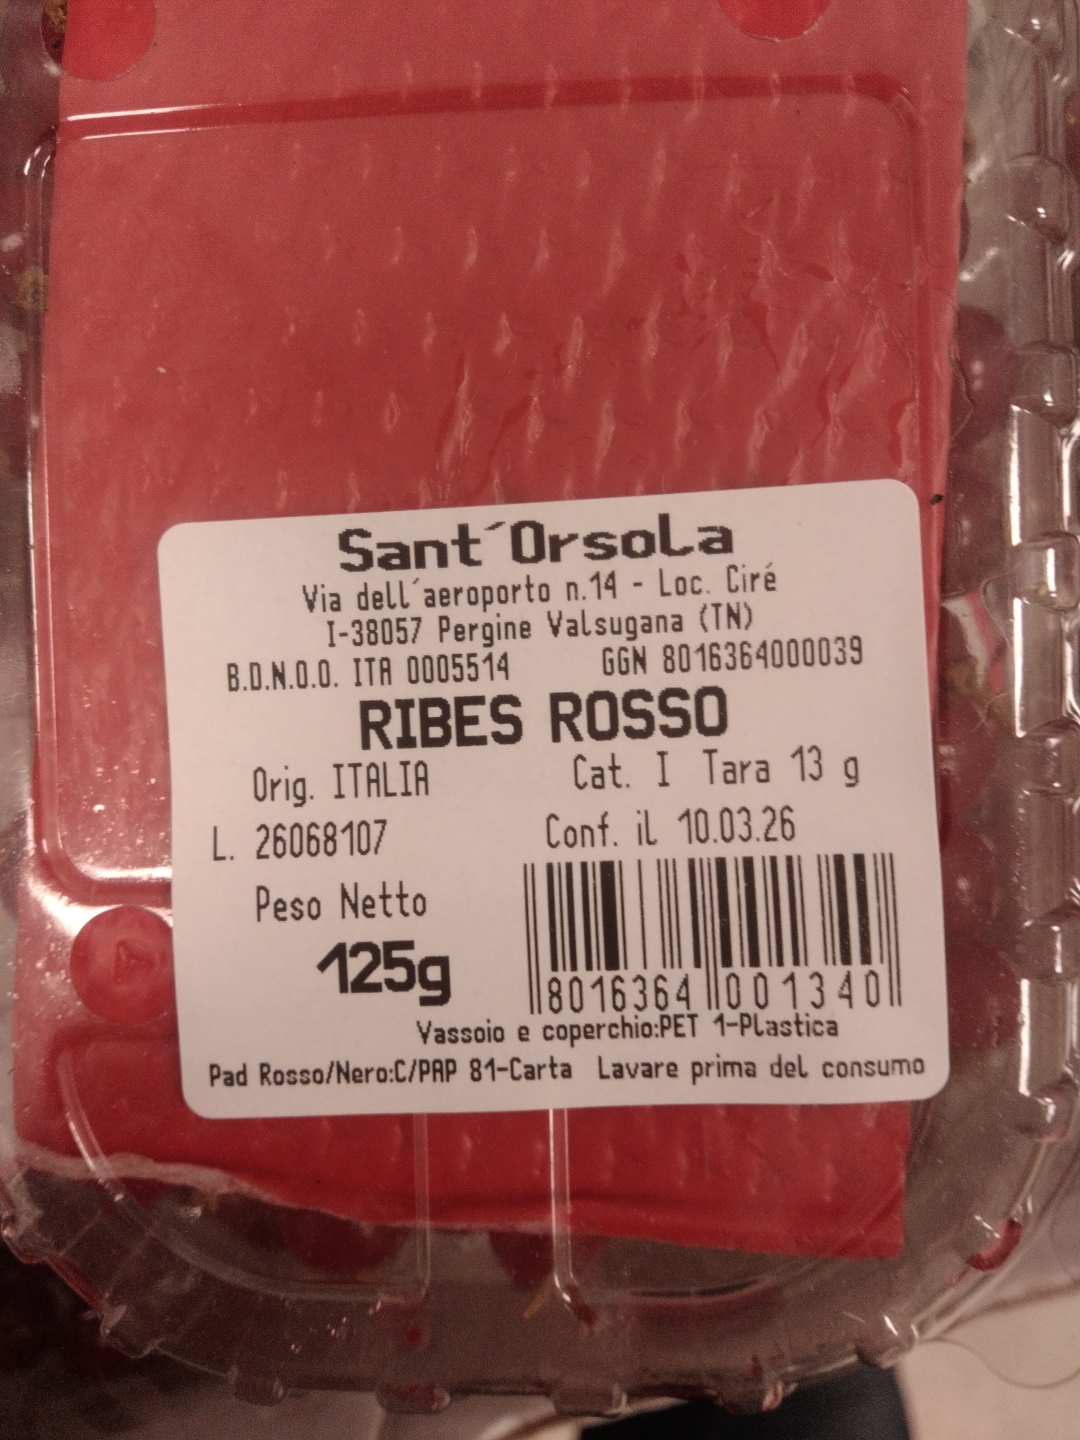 Sant´Orsola
Via dell´aeroporto n.14 - Loc. Ciré
I-38057 Pergine Valsugana (TN)
B.D.N.O.O. ITA 0005514 GGN 8016364000039
RIBES ROSSO
Orig. ITALIA Cat. I Tara 13 g
L. 26068107 Conf. il 10.03.26
Peso Netto
125g
8016364 001340
Vassoio e coperchio:PET 1-Plastica
Pad Rosso/Nero:C/PAP 81-Carta Lavare prima del consumo